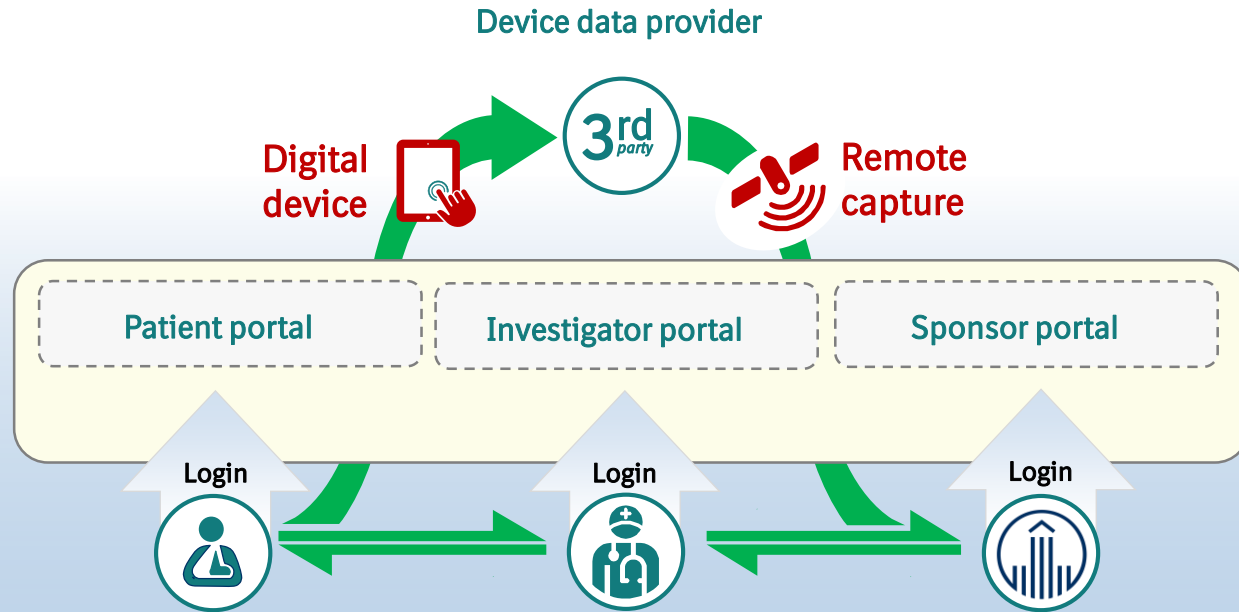 Device data provider
3rd
party
Digital
device
Remote
capture
Patient portal
Investigator portal
Sponsor portal
Login
Login
Login